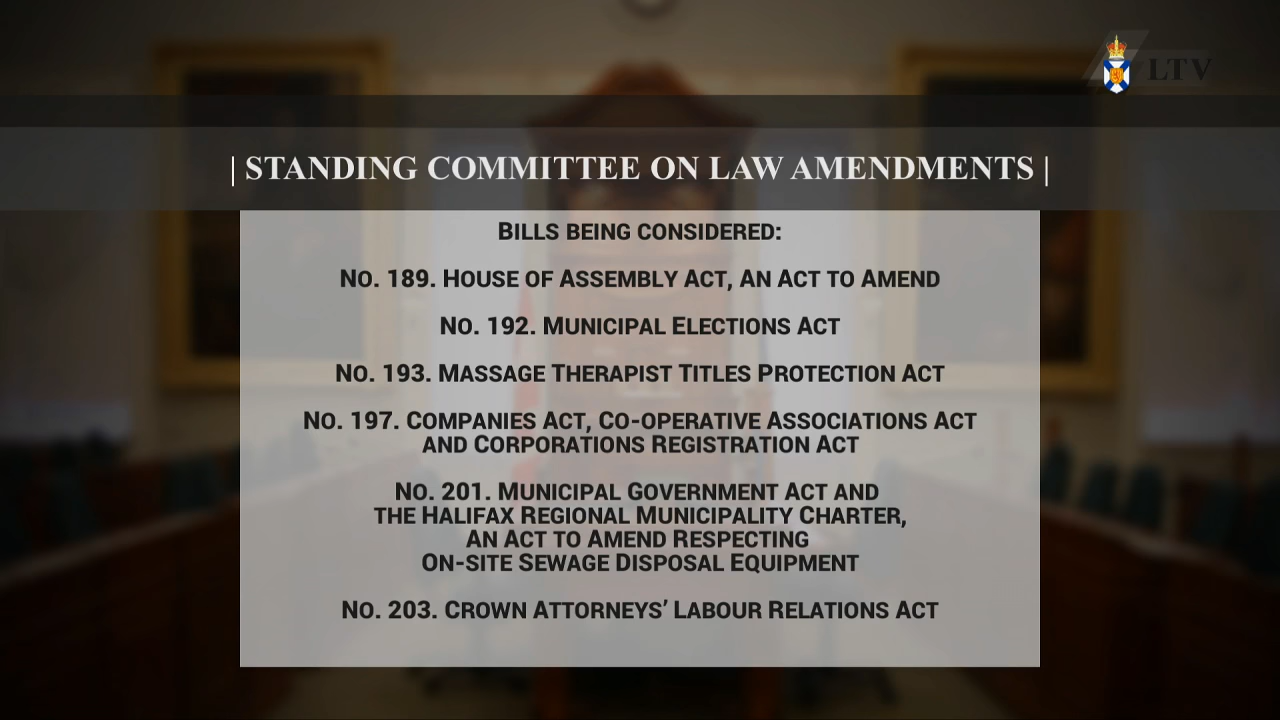 LTV
| STANDING COMMITTEE ON LAW AMENDMENTS |
BILLS BEING CONSIDERED:
NO. 189. HOUSE OF ASSEMBLY ACT, AN ACT TO AMEND
NO. 192. MUNICIPAL ELECTIONS ACT
NO. 193. MASSAGE THERAPIST TITLES PROTECTION ACT
NO. 197. COMPANIES ACT, CO-OPERATIVE ASSOCIATIONS ACT
AND CORPORATIONS REGISTRATION ACT
NO. 201. MUNICIPAL GOVERNMENT ACT AND
THE HALIFAX REGIONAL MUNICIPALITY CHARTER,
AN ACT TO AMEND RESPECTING
ON-SITE SEWAGE DISPOSAL EQUIPMENT
NO. 203. CROWN ATTORNEYS’ LABOUR RELATIONS ACT